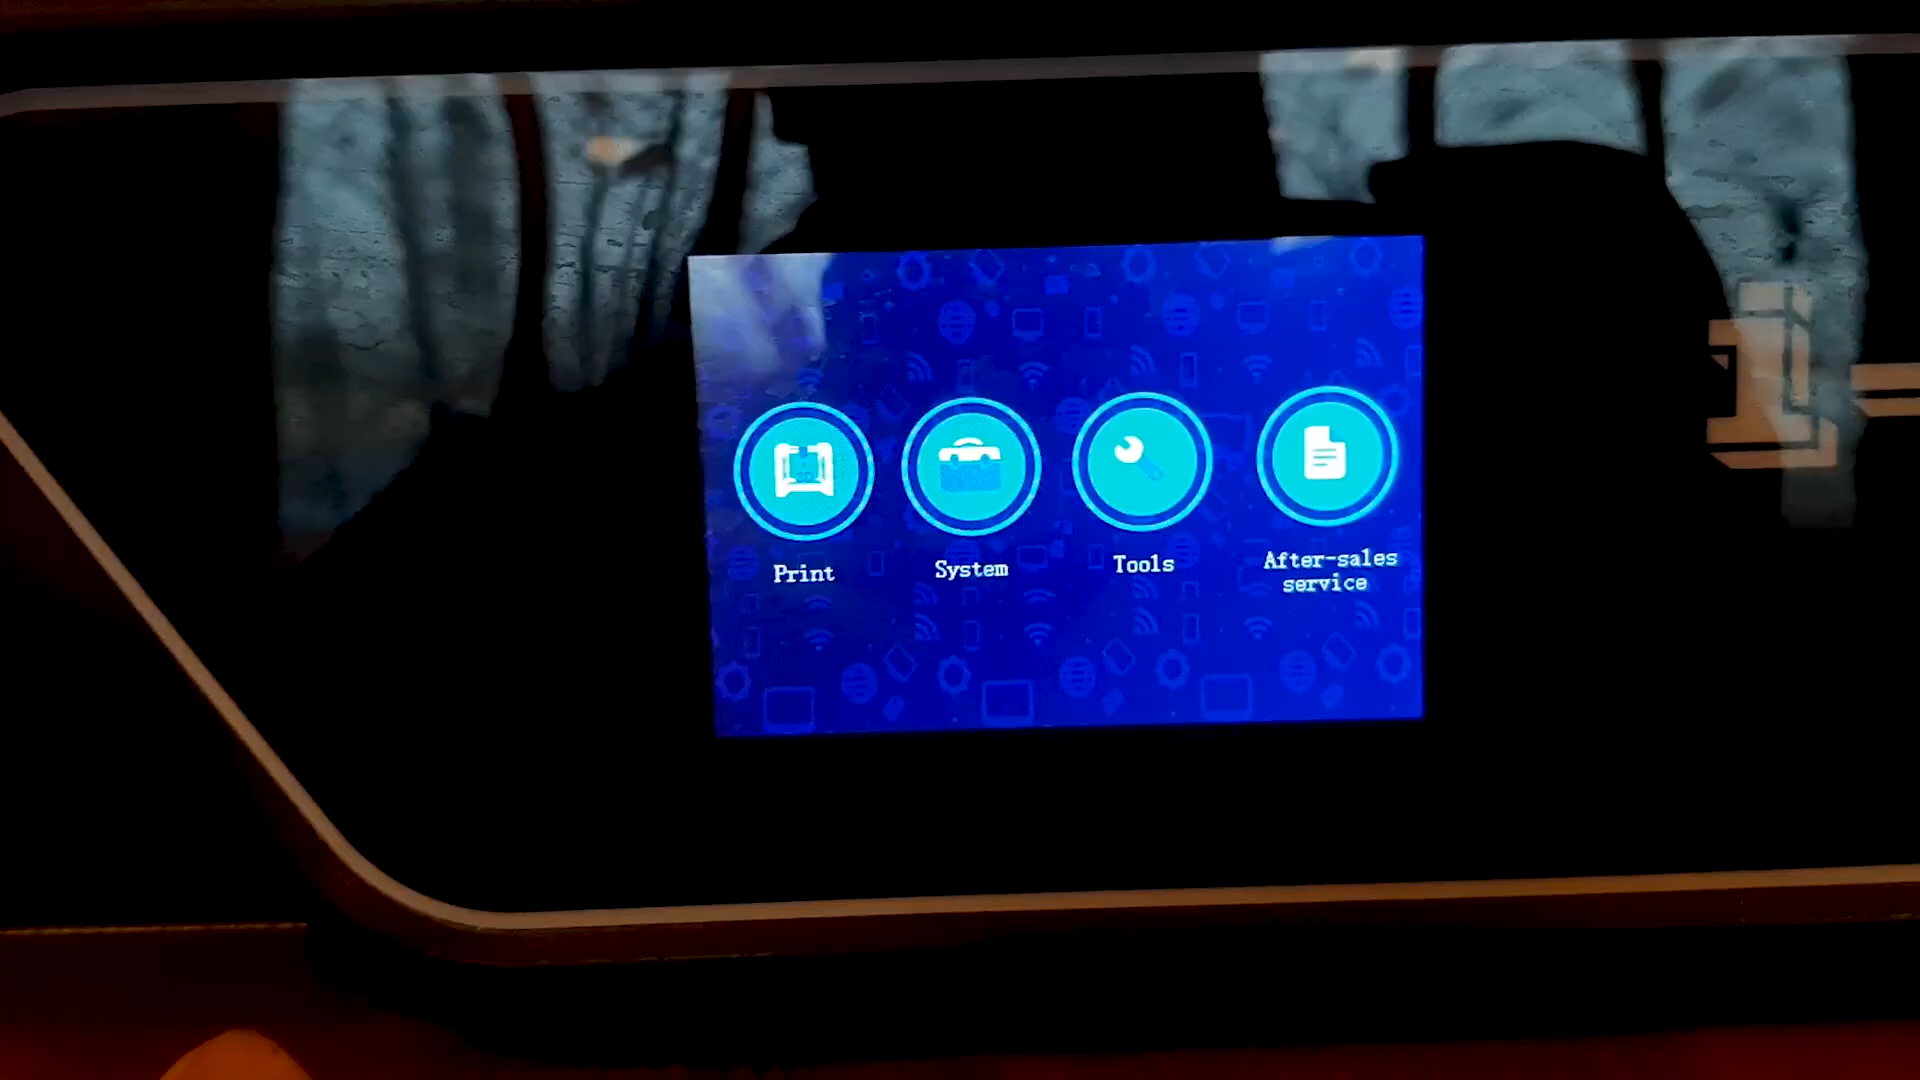 Print
System
Tools
After-sales
service